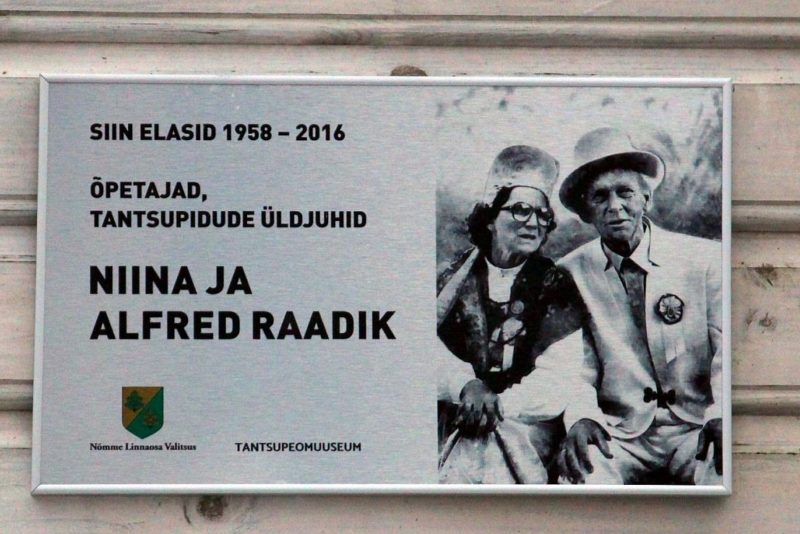 SIIN ELASID 1958 – 2016
ÕPETAJAD,
TANTSUPIDUDE ÜLDJUHID
NIINA JA
ALFRED RAADIK
Nõmme Linnaosa Valitsus
TANTSUPEOMUUSEUM